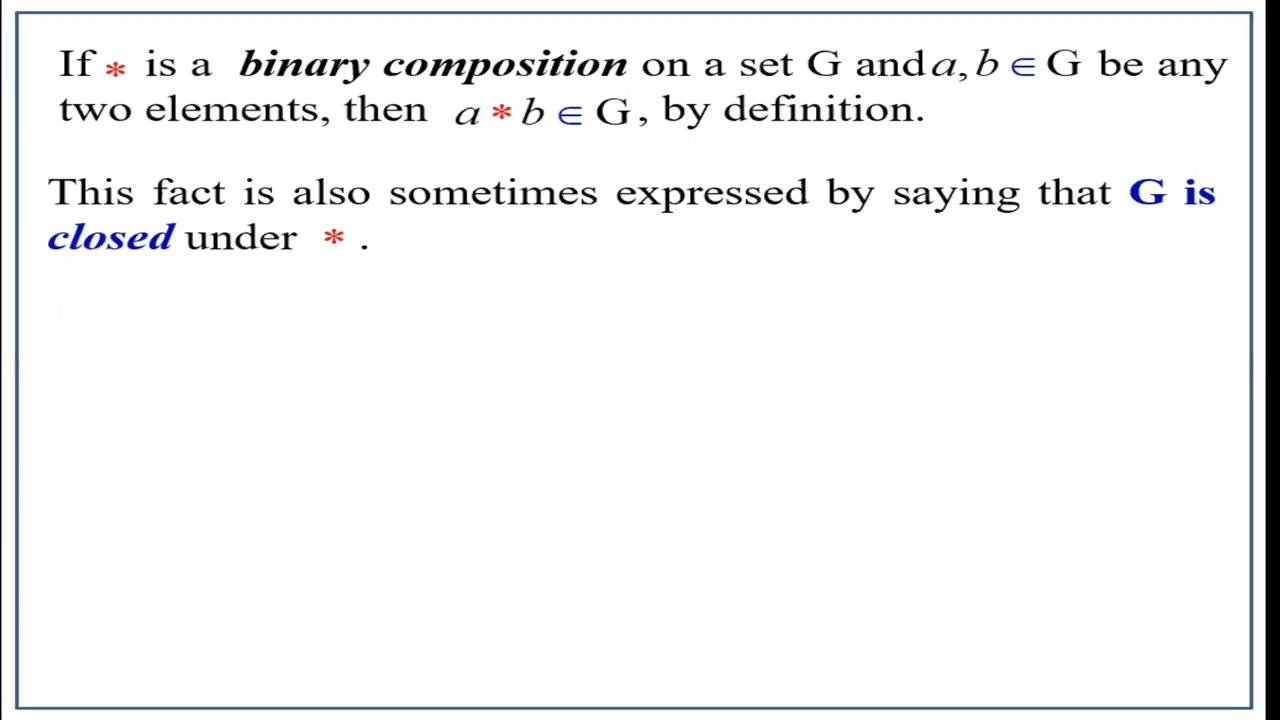 If * is a binary composition on a set G and a, b ∈ G be any
two elements, then a * b ∈ G, by definition.
This fact is also sometimes expressed by saying that G is
closed under * .